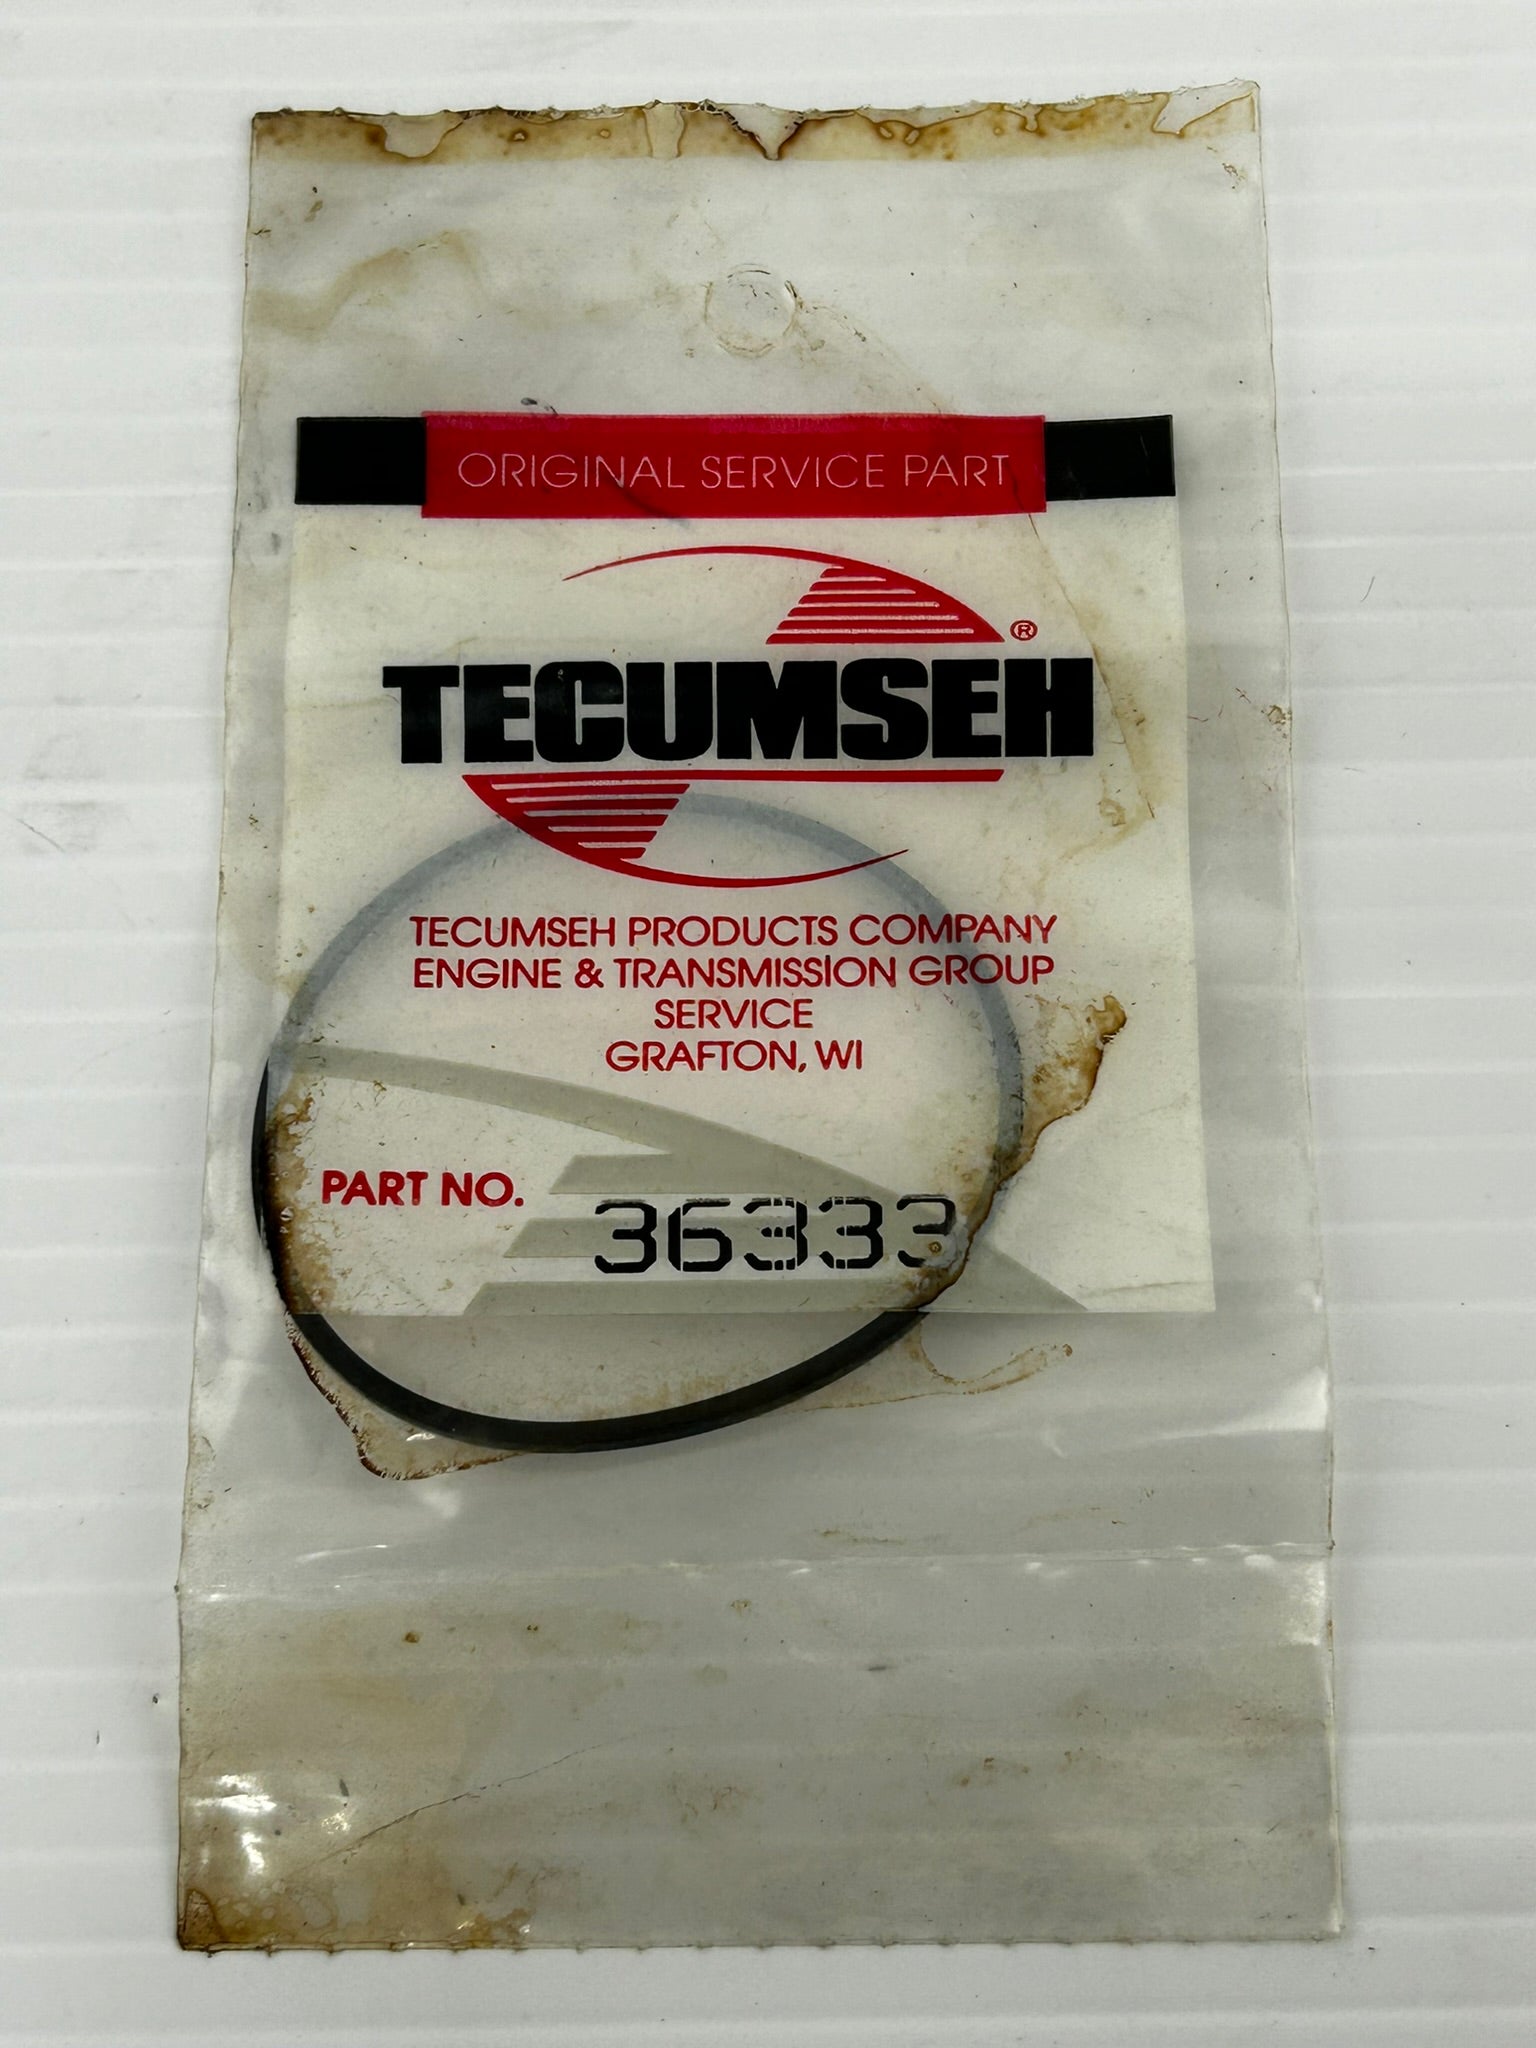 ORIGINAL SERVICE PART
TECUMSEH®
TECUMSEH PRODUCTS COMPANY
ENGINE & TRANSMISSION GROUP
SERVICE
GRAFTON, WI
PART NO. 36333